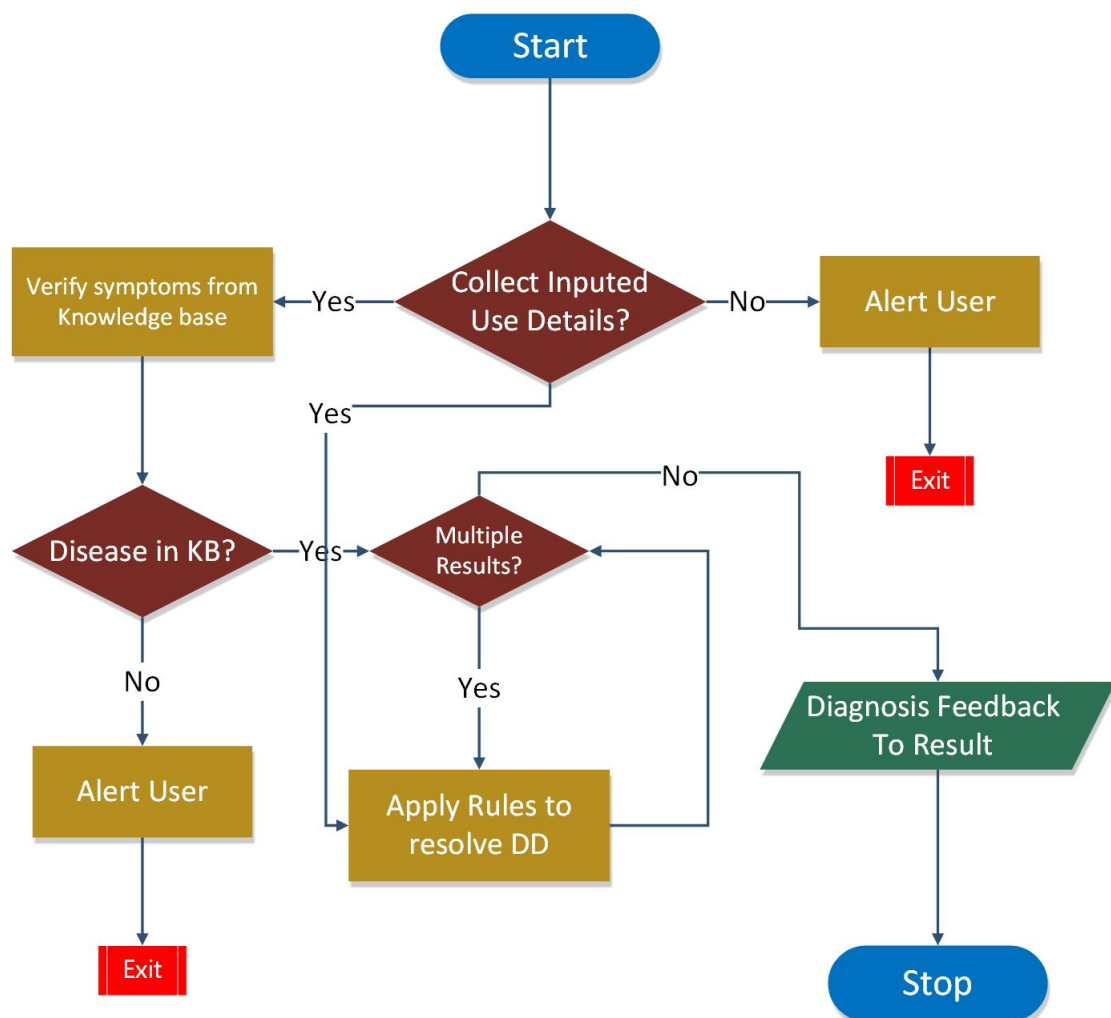 Start
Collect Inputed
Use Details?
Yes
No
Verify symptoms from
Knowledge base
Alert User
Yes
Exit
No
Disease in KB?
Yes
Multiple
Results?
No
Yes
Diagnosis Feedback
To Result
Alert User
Apply Rules to
resolve DD
Exit
Stop